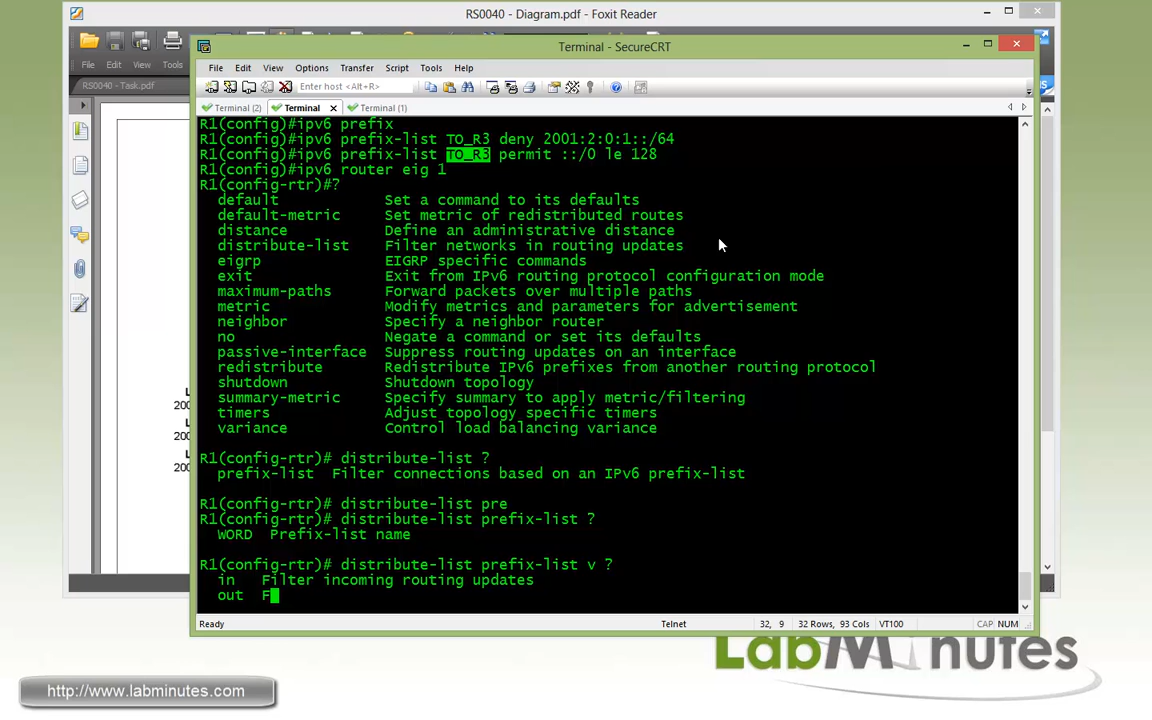 RS0040 - Diagram.pdf - Foxit Reader
File Edit View Tools
RS0040 - Task.pdf
Terminal - SecureCRT
File Edit View Options Transfer Script Tools Help
Enter host <Alt+R>
Terminal (2) Terminal Terminal (1)
R1(config)#ipv6 prefix
R1(config)#ipv6 prefix-list TO_R3 deny 2001:2:0:1::/64
R1(config)#ipv6 prefix-list TO_R3 permit ::/0 le 128
R1(config)#ipv6 router eig 1
R1(config-rtr)#?
default Set a command to its defaults
default-metric Set metric of redistributed routes
distance Define an administrative distance
distribute-list Filter networks in routing updates
eigrp EIGRP specific commands
exit Exit from IPv6 routing protocol configuration mode
maximum-paths Forward packets over multiple paths
metric Modify metrics and parameters for advertisement
neighbor Specify a neighbor router
no Negate a command or set its defaults
passive-interface Suppress routing updates on an interface
redistribute Redistribute IPv6 prefixes from another routing protocol
shutdown Shutdown topology
summary-metric Specify summary to apply metric/filtering
timers Adjust topology specific timers
variance Control load balancing variance
R1(config-rtr)# distribute-list ?
prefix-list Filter connections based on an IPv6 prefix-list
R1(config-rtr)# distribute-list pre
R1(config-rtr)# distribute-list prefix-list ?
WORD Prefix-list name
R1(config-rtr)# distribute-list prefix-list v ?
in Filter incoming routing updates
out F
L
200
L
200
L
200
Ready Telnet 32, 9 32 Rows, 93 Cols VT100 CAP NUM
LabMinutes
http://www.labminutes.com